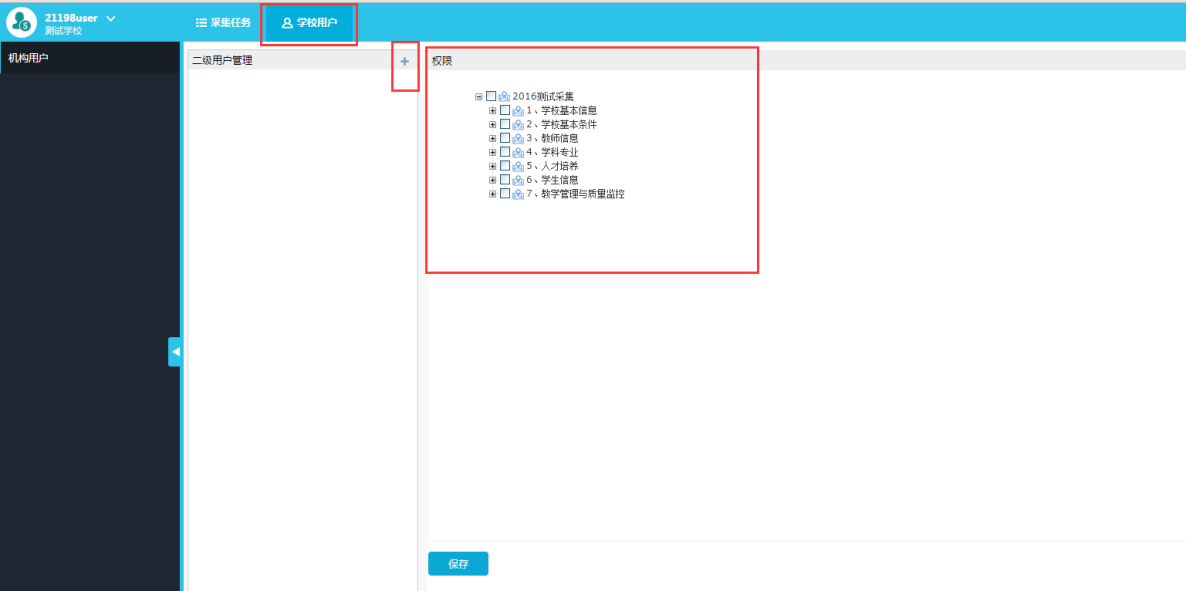 21198user
测试学校
采集任务
学校用户
机构用户
二级用户管理
权限
2016测试采集
1、学校基本信息
2、学校基本条件
3、教师信息
4、学科专业
5、人才培养
6、学生信息
7、教学管理与质量监控
保存